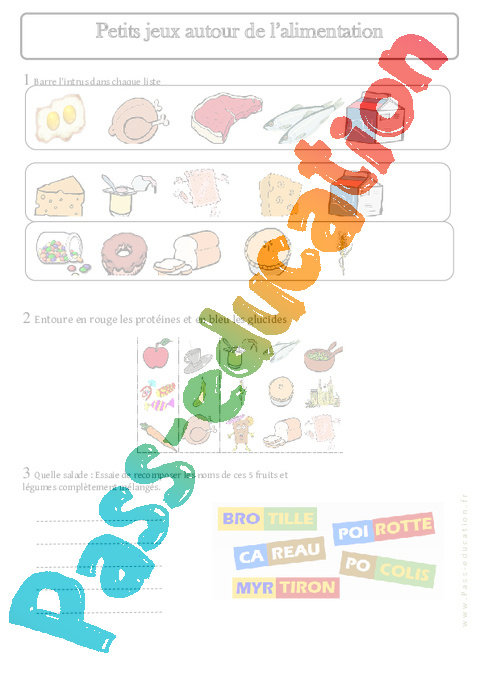 Petits jeux autour de l'alimentation
1 Barre l'intrus dans chaque liste
2 Entoure en rouge les protéines et en bleu les glucides
3 Quelle salade : Essaie de recomposer les noms de ces 5 fruits et
légumes complètement mélangés.
BRO TILLE
POI ROTTE
CA REAU
PO COLIS
MYR TIRON
www.Pass-education.fr
Pass-education